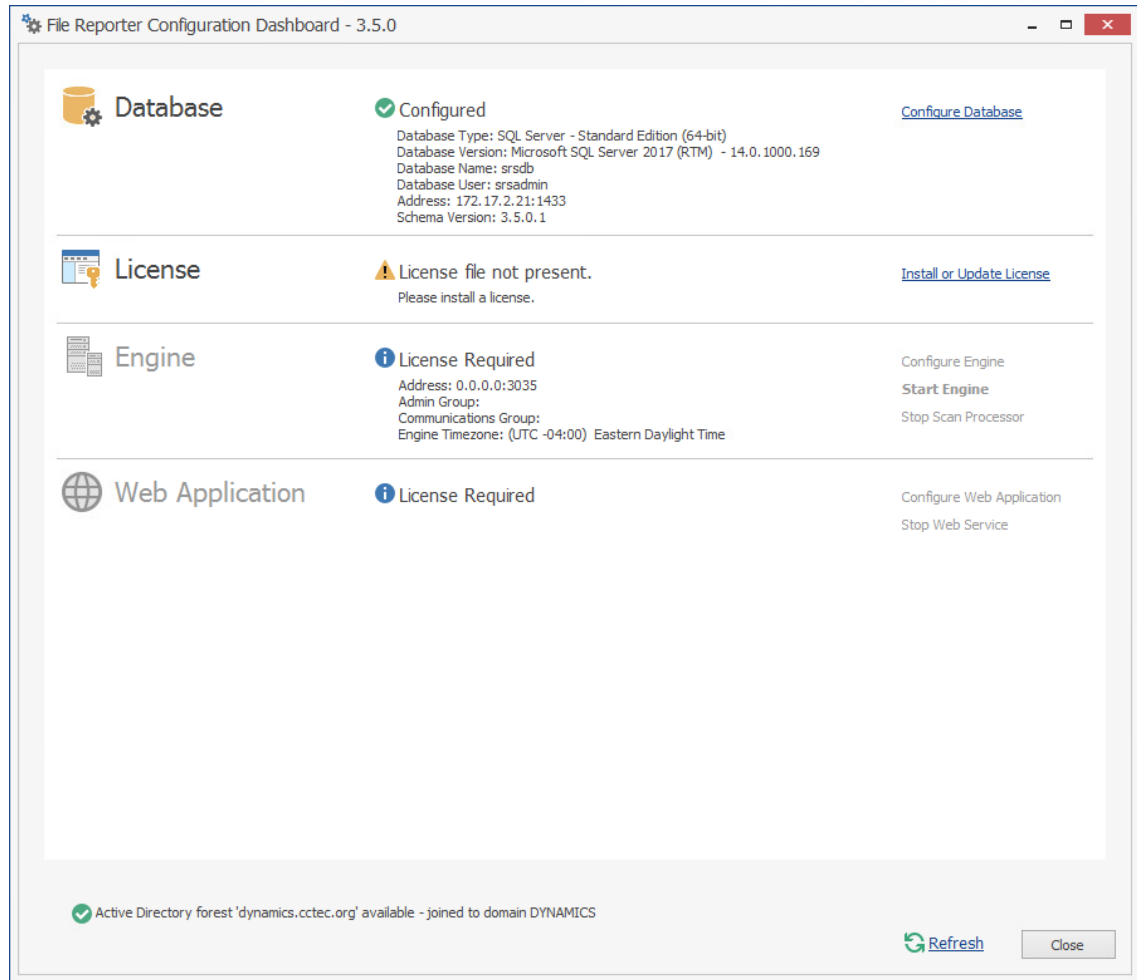 File Reporter Configuration Dashboard - 3.5.0
Database
Configured
Configure Database
Database Type: SQL Server - Standard Edition (64-bit)
Database Version: Microsoft SQL Server 2017 (RTM)  - 14.0.1000.169
Database Name: srsdb
Database User: srsadmin
Address: 172.17.2.21:1433
Schema Version: 3.5.0.1
License
License file not present.
Install or Update License
Please install a license.
Engine
License Required
Configure Engine
Address: 0.0.0.0:3035
Start Engine
Admin Group:
Communications Group:
Stop Scan Processor
Engine Timezone: (UTC -04:00)  Eastern Daylight Time
Web Application
License Required
Configure Web Application
Stop Web Service
Active Directory forest 'dynamics.cctec.org' available - joined to domain DYNAMICS
Refresh
Close